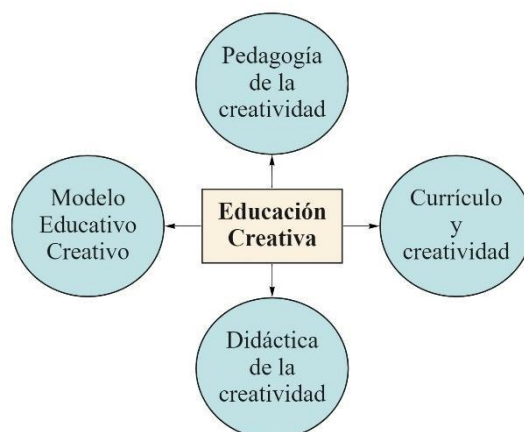 Pedagogía
de la
creatividad
Modelo
Educativo
Creativo
Educación
Creativa
Currículo
y
creatividad
Didáctica
de la
creatividad